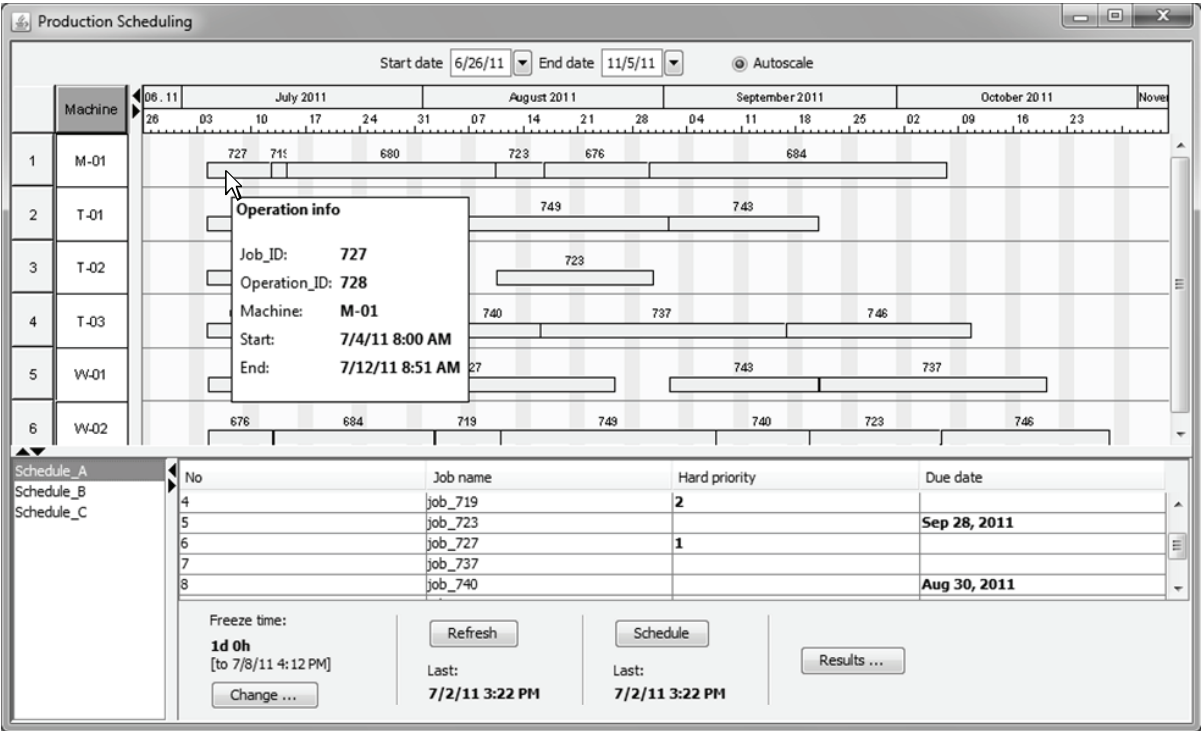 Production Scheduling
Start date 6/26/11 End date 11/5/11 Autoscale
Machine
06.11 July 2011 August 2011 September 2011 October 2011 Nove
26 03 10 17 24 31 07 14 21 28 04 11 18 25 02 09 16 23
1 M-01 727 719 680 723 676 684
2 T-01 749 743
3 T-02 723
4 T-03 740 737 746
5 W-01 27 743 737
6 W-02 676 684 719 749 740 723 746
Operation info
Job_ID: 727
Operation_ID: 728
Machine: M-01
Start: 7/4/11 8:00 AM
End: 7/12/11 8:51 AM
Schedule_A
Schedule_B
Schedule_C
No Job name Hard priority Due date
4 job_719 2
5 job_723 Sep 28, 2011
6 job_727 1
7 job_737
8 job_740 Aug 30, 2011
Freeze time:
1d 0h
[to 7/8/11 4:12 PM]
Change ...
Refresh
Last:
7/2/11 3:22 PM
Schedule
Last:
7/2/11 3:22 PM
Results ...